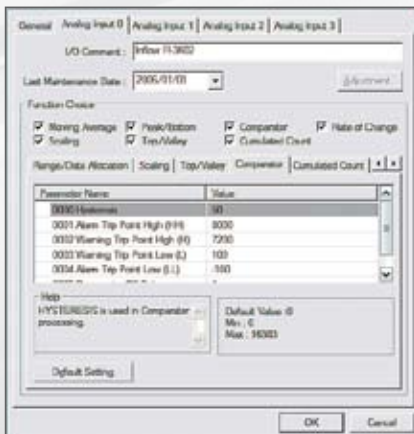 General Analog Input 0 Analog Input 1 Analog Input 2 Analog Input 3
I/O Comment : Inflow FI-3602
Last Maintenance Date : 2006/01/01 Adjustment...
Function Choice
Moving Average Peak/Bottom Comparator Rate of Change
Scaling Top/Valley Cumulated Count
Range/Data Allocation Scaling Top/Valley Comparator Cumulated Count
Parameter Name Value
0000 Hysteresis 50
0001 Alarm Trip Point High (HH) 8000
0002 Warning Trip Point High (H) 7200
0003 Warning Trip Point Low (L) 100
0004 Alarm Trip Point Low (LL) -100
Help
HYSTERESIS is used in Comparator
processing.
Default Value :0
Min : 0
Max : 16383
Default Setting
OK Cancel